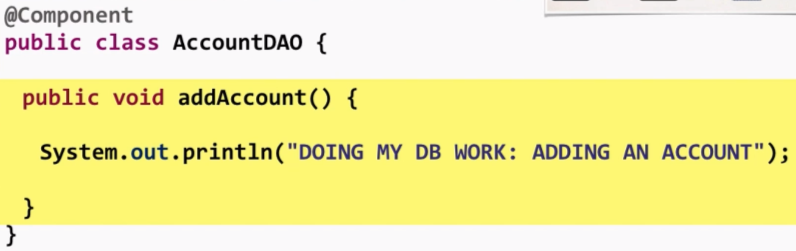 @Component
public class AccountDAO {
public void addAccount() {
System.out.println("DOING MY DB WORK: ADDING AN ACCOUNT");
}
}